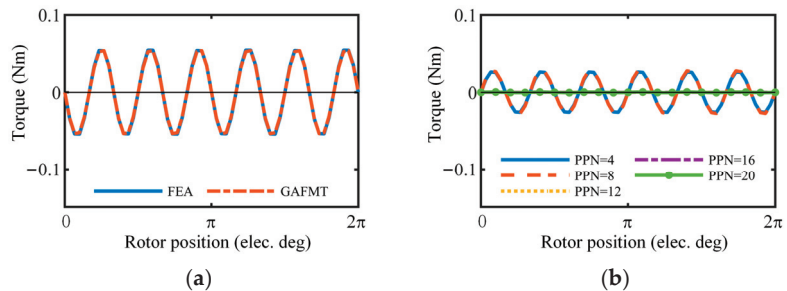 (a)
0.1
0
−0.1
Torque (Nm)
FEA
GAFMT
0
π
2π
Rotor position (elec. deg)
(a)
(b)
0.1
0
−0.1
Torque (Nm)
PPN=4
PPN=8
PPN=12
PPN=16
PPN=20
0
π
2π
Rotor position (elec. deg)
(b)